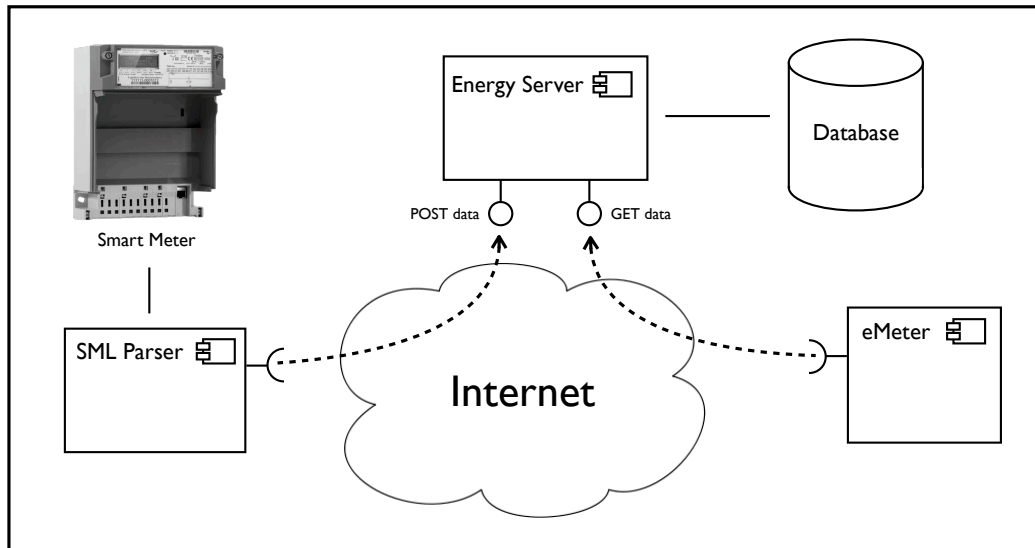 Energy Server
Database
POST data
GET data
Smart Meter
SML Parser
eMeter
Internet